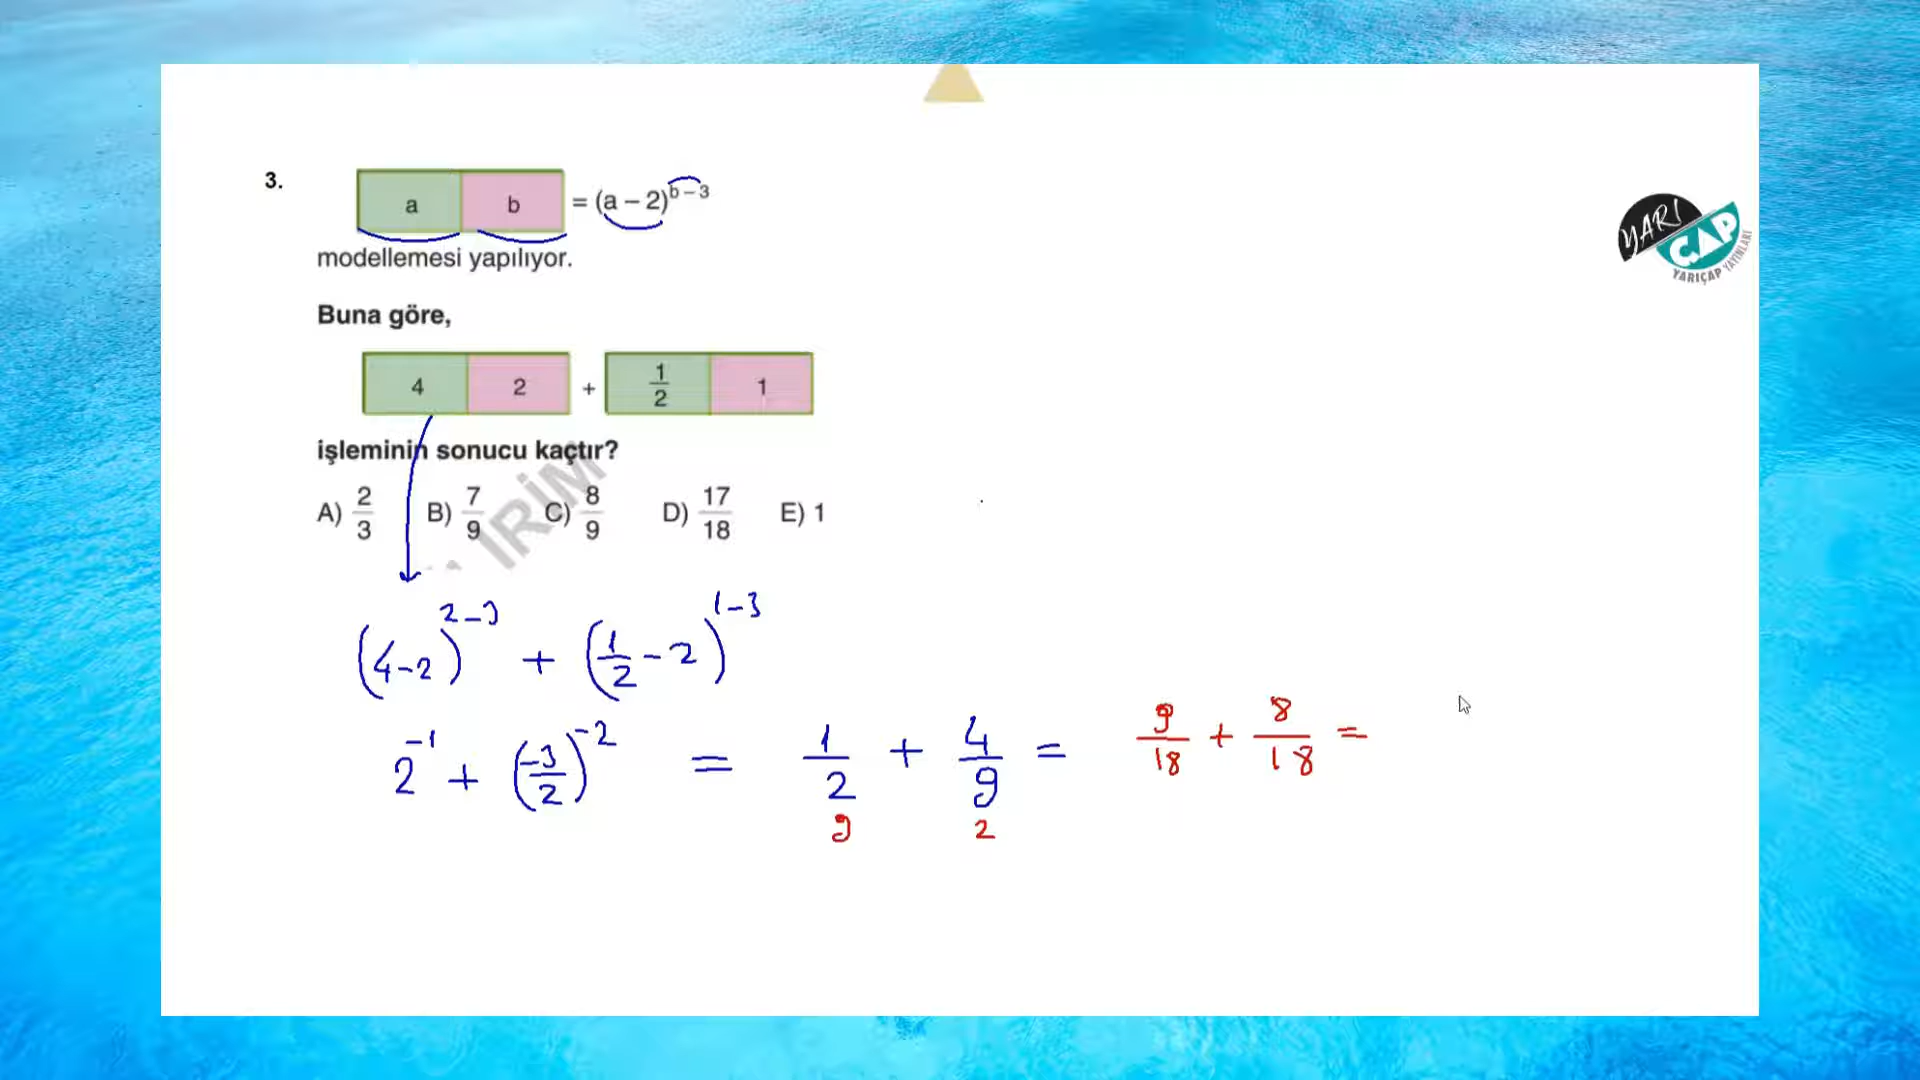 3.
a b = (a – 2)^{b – 3}
modellemesi yapılıyor.
Buna göre,
4 2 + 1/2 1
işleminin sonucu kaçtır?
A) 2/3 B) 7/9 C) 8/9 D) 17/18 E) 1
(4-2)^{2-3} + (1/2 - 2)^{1-3}
2^{-1} + (-3/2)^{-2} = 1/2 + 4/9 = 9/18 + 8/18 =
9 2
YARI
ÇAP
YARIÇAP YAYINLARI